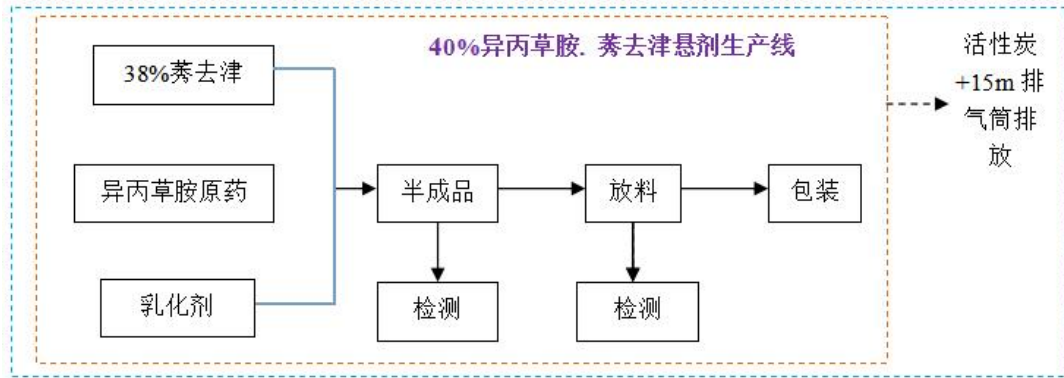 40%异丙草胺. 莠去津悬剂生产线
38%莠去津
异丙草胺原药
乳化剂
半成品
放料
包装
检测
检测
活性炭
+15m 排
气筒排
放